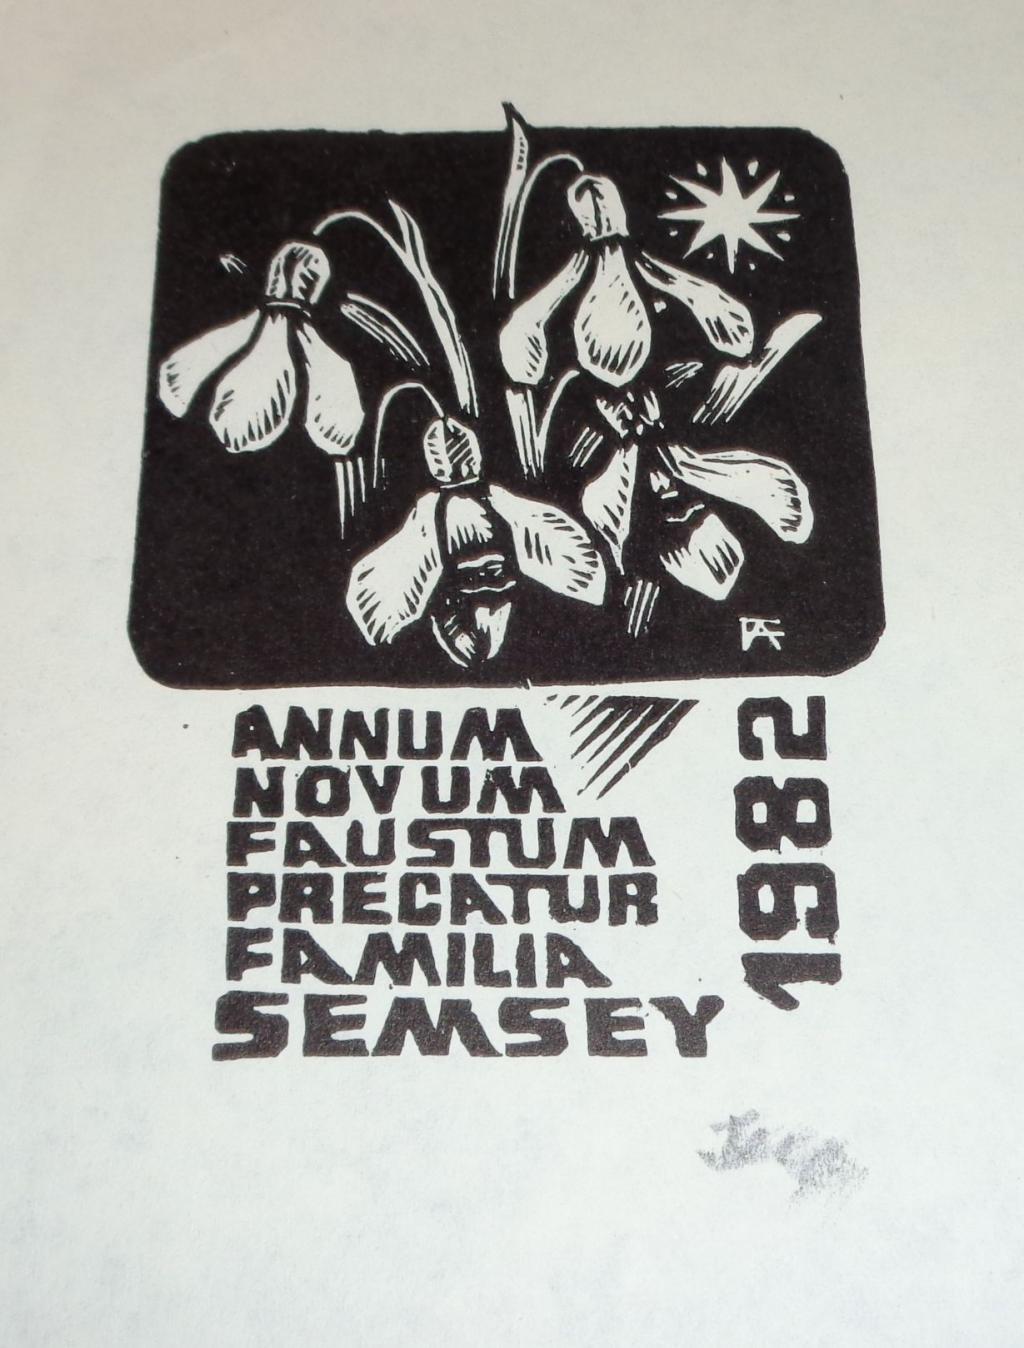 ANNUM
NOVUM
FAUSTUM
PRECATUR
FAMILIA
SEMSEY
1982